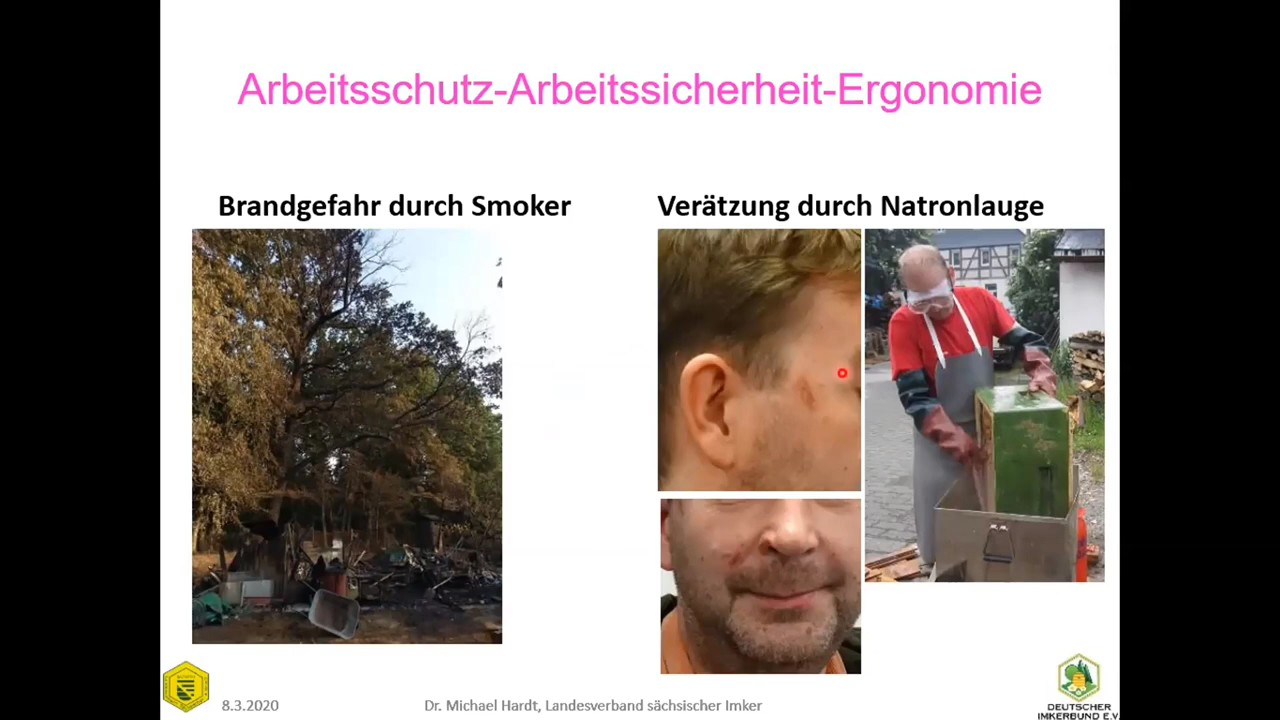 Arbeitsschutz-Arbeitssicherheit-Ergonomie
Brandgefahr durch Smoker
Verätzung durch Natronlauge
8.3.2020
Dr. Michael Hardt, Landesverband sächsischer Imker
DEUTSCHER
IMKERBUND E.V